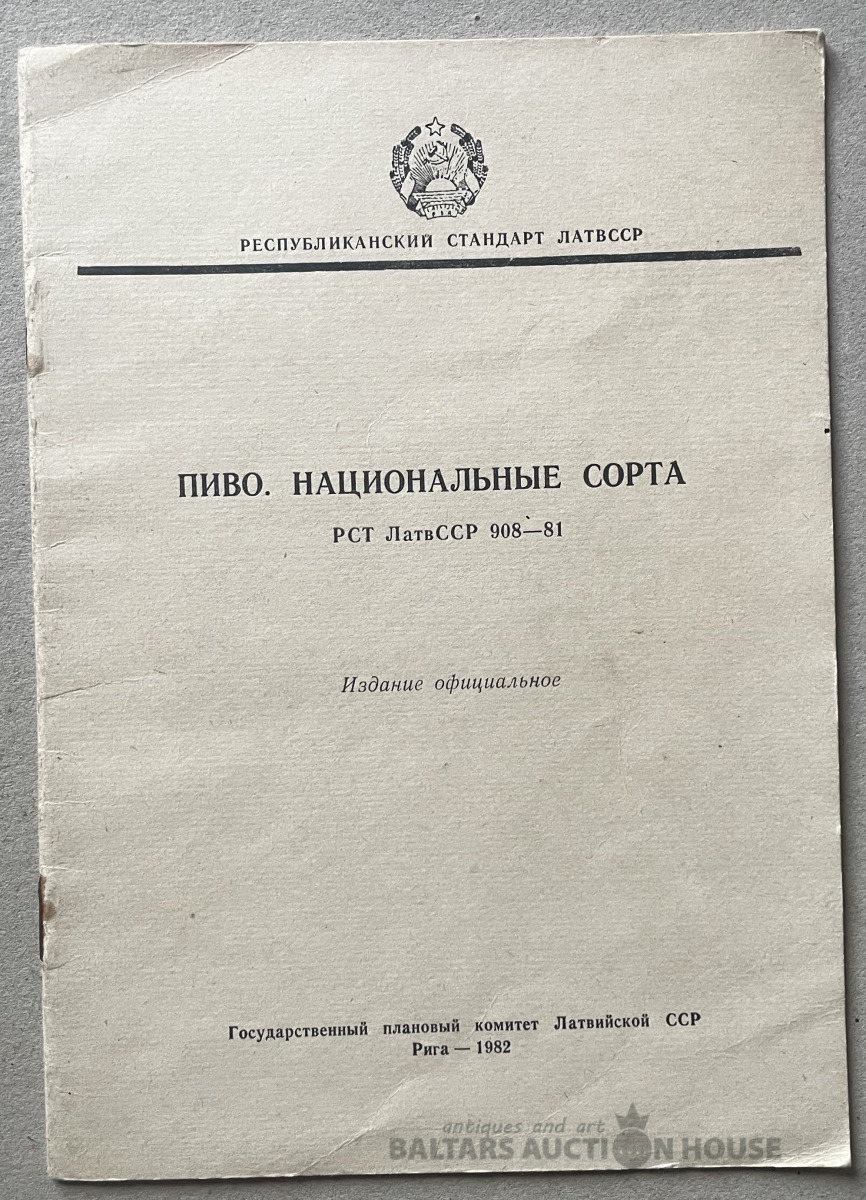 РЕСПУБЛИКАНСКИЙ СТАНДАРТ ЛАТВССР
ПИВО. НАЦИОНАЛЬНЫЕ СОРТА
РСТ ЛатвССР 908—81
Издание официальное
Государственный плановый комитет Латвийской ССР
Рига — 1982
antiques and art
BALTARS AUCTION HOUSE